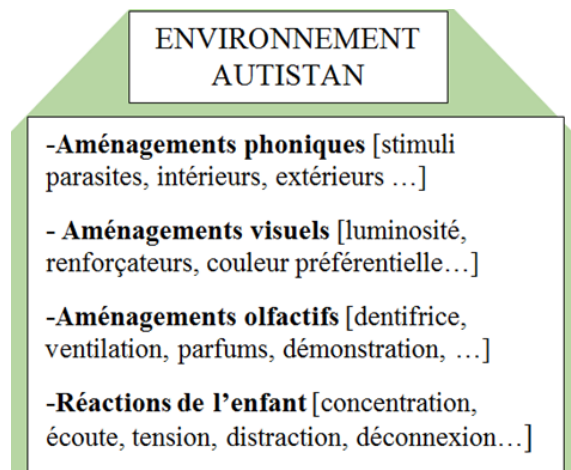 ENVIRONNEMENT
AUTISTAN
-Aménagements phoniques [stimuli
parasites, intérieurs, extérieurs …]
- Aménagements visuels [luminosité,
renforçateurs, couleur préférentielle…]
-Aménagements olfactifs [dentifrice,
ventilation, parfums, démonstration, …]
-Réactions de l’enfant [concentration,
écoute, tension, distraction, déconnexion…]